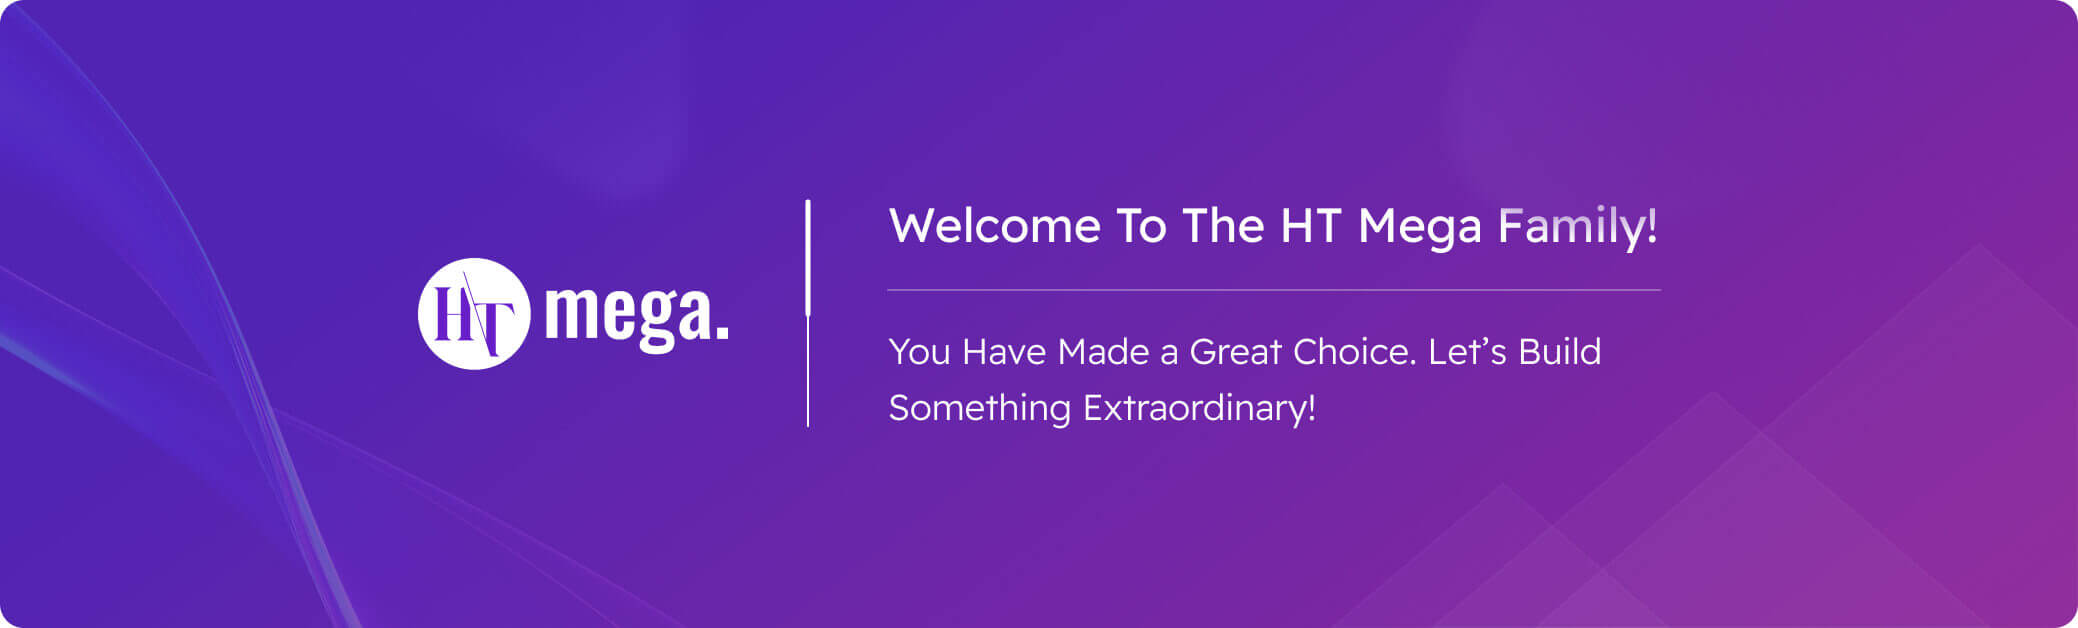 HT mega.
Welcome To The HT Mega Family!
You Have Made a Great Choice. Let’s Build
Something Extraordinary!